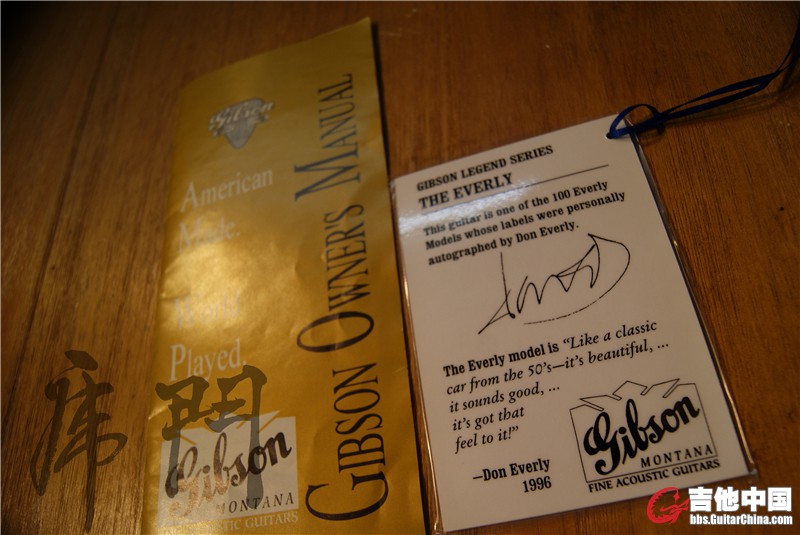 Gibson
American
Made
World
Played.
GIBSON OWNER'S MANUAL
Gibson
MONTANA
FINE ACOUSTIC GUITARS
GIBSON LEGEND SERIES
THE EVERLY
This guitar is one of the 100 Everly
Models whose labels were personally
autographed by Don Everly.
The Everly model is “Like a classic
car from the 50's—it's beautiful, ...
it sounds good, ...
it's got that
feel to it!”
—Don Everly
1996
Gibson
MONTANA
FINE ACOUSTIC GUITARS
吉他中国
bbs.GuitarChina.com